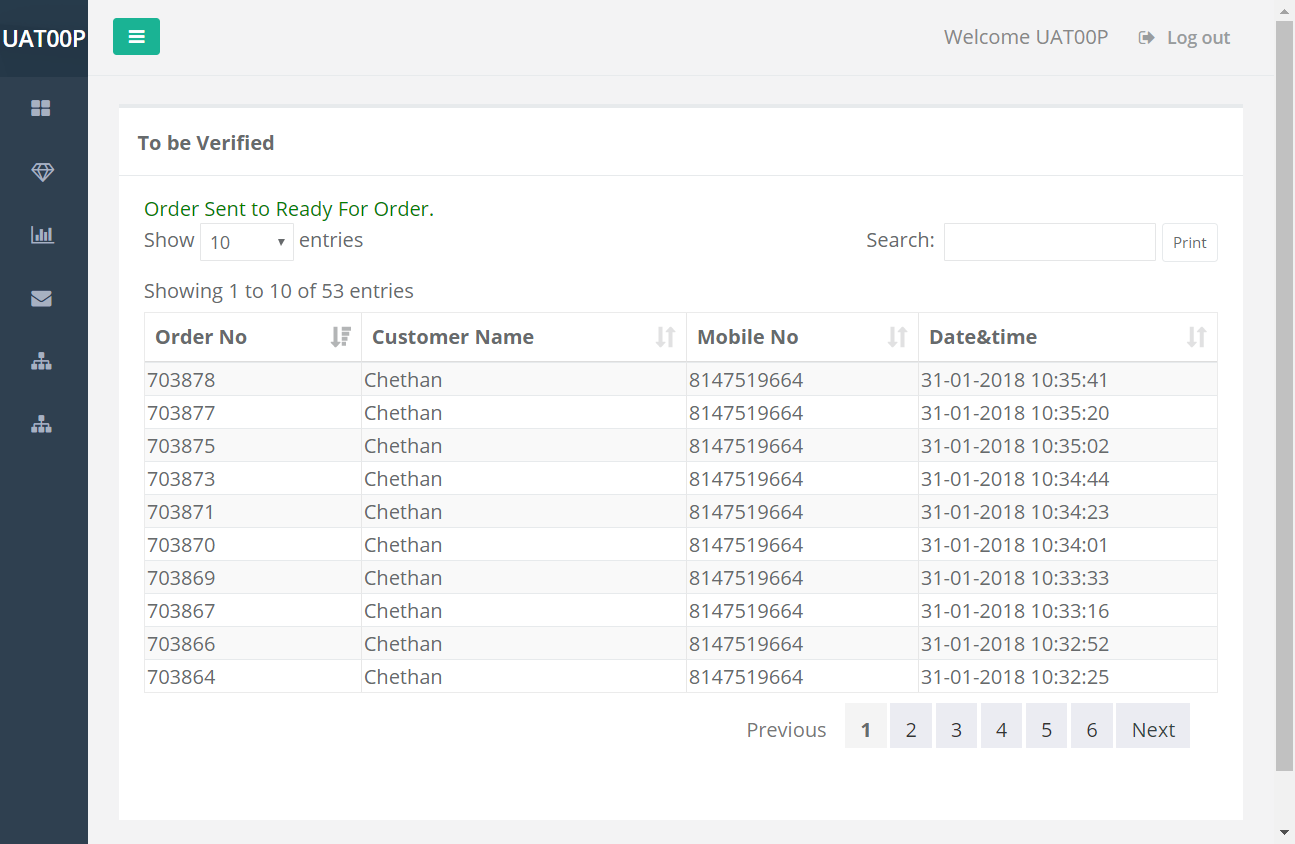 UAT00P
Welcome UAT00P Log out
To be Verified
Order Sent to Ready For Order.
Show 10 entries Search: Print
Showing 1 to 10 of 53 entries
Order No Customer Name Mobile No Date&time
703878 Chethan 8147519664 31-01-2018 10:35:41
703877 Chethan 8147519664 31-01-2018 10:35:20
703875 Chethan 8147519664 31-01-2018 10:35:02
703873 Chethan 8147519664 31-01-2018 10:34:44
703871 Chethan 8147519664 31-01-2018 10:34:23
703870 Chethan 8147519664 31-01-2018 10:34:01
703869 Chethan 8147519664 31-01-2018 10:33:33
703867 Chethan 8147519664 31-01-2018 10:33:16
703866 Chethan 8147519664 31-01-2018 10:32:52
703864 Chethan 8147519664 31-01-2018 10:32:25
Previous 1 2 3 4 5 6 Next